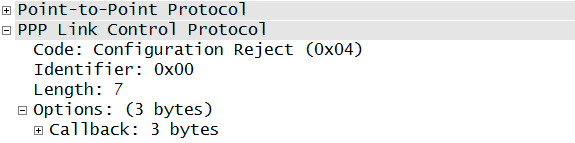 Point-to-Point Protocol
PPP Link Control Protocol
Code: Configuration Reject (0x04)
Identifier: 0x00
Length: 7
Options: (3 bytes)
Callback: 3 bytes